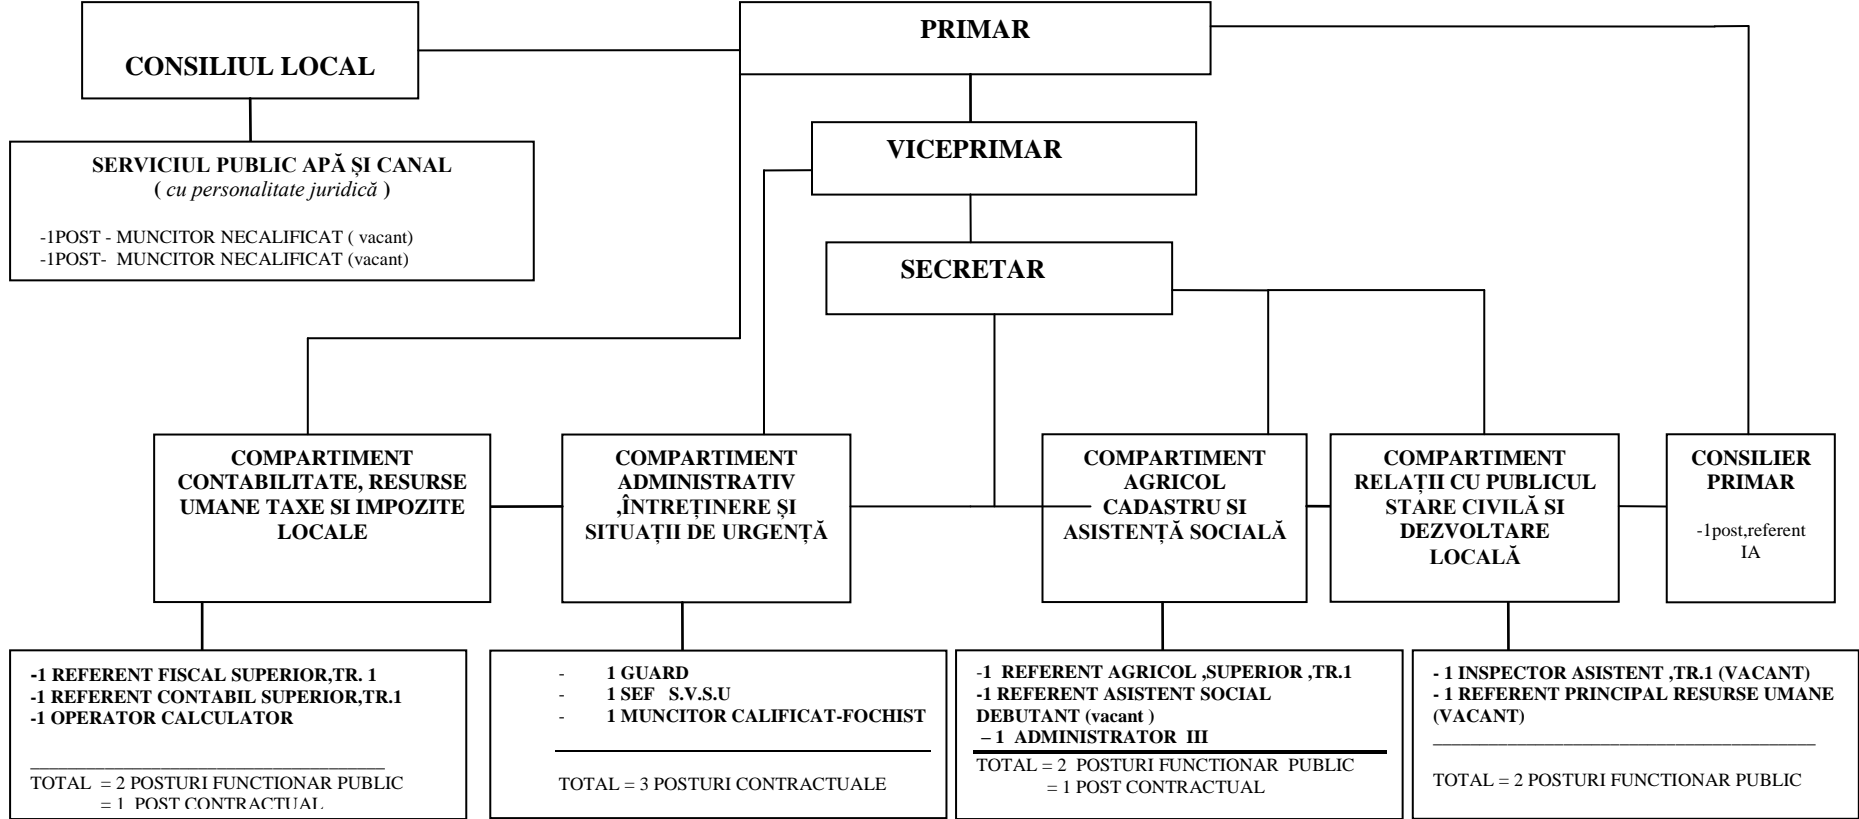 CONSILIUL LOCAL
PRIMAR
SERVICIUL PUBLIC APĂ ȘI CANAL
( cu personalitate juridică )
-1POST - MUNCITOR NECALIFICAT ( vacant)
-1POST- MUNCITOR NECALIFICAT (vacant)
VICEPRIMAR
SECRETAR
COMPARTIMENT
CONTABILITATE, RESURSE
UMANE TAXE SI IMPOZITE
LOCALE
COMPARTIMENT
ADMINISTRATIV
,ÎNTREȚINERE ȘI
SITUAȚII DE URGENȚĂ
COMPARTIMENT
AGRICOL
CADASTRU SI
ASISTENȚĂ SOCIALĂ
COMPARTIMENT
RELAȚII CU PUBLICUL
STARE CIVILĂ SI
DEZVOLTARE
LOCALĂ
CONSILIER
PRIMAR
-1post,referent
IA
-1 REFERENT FISCAL SUPERIOR,TR. 1
-1 REFERENT CONTABIL SUPERIOR,TR.1
-1 OPERATOR CALCULATOR
TOTAL = 2 POSTURI FUNCTIONAR PUBLIC
= 1 POST CONTRACTUAL
- 1 GUARD
- 1 SEF S.V.S.U
- 1 MUNCITOR CALIFICAT-FOCHIST
TOTAL = 3 POSTURI CONTRACTUALE
-1 REFERENT AGRICOL ,SUPERIOR ,TR.1
-1 REFERENT ASISTENT SOCIAL
DEBUTANT (vacant )
– 1 ADMINISTRATOR III
TOTAL = 2 POSTURI FUNCTIONAR PUBLIC
= 1 POST CONTRACTUAL
- 1 INSPECTOR ASISTENT ,TR.1 (VACANT)
- 1 REFERENT PRINCIPAL RESURSE UMANE
(VACANT)
TOTAL = 2 POSTURI FUNCTIONAR PUBLIC